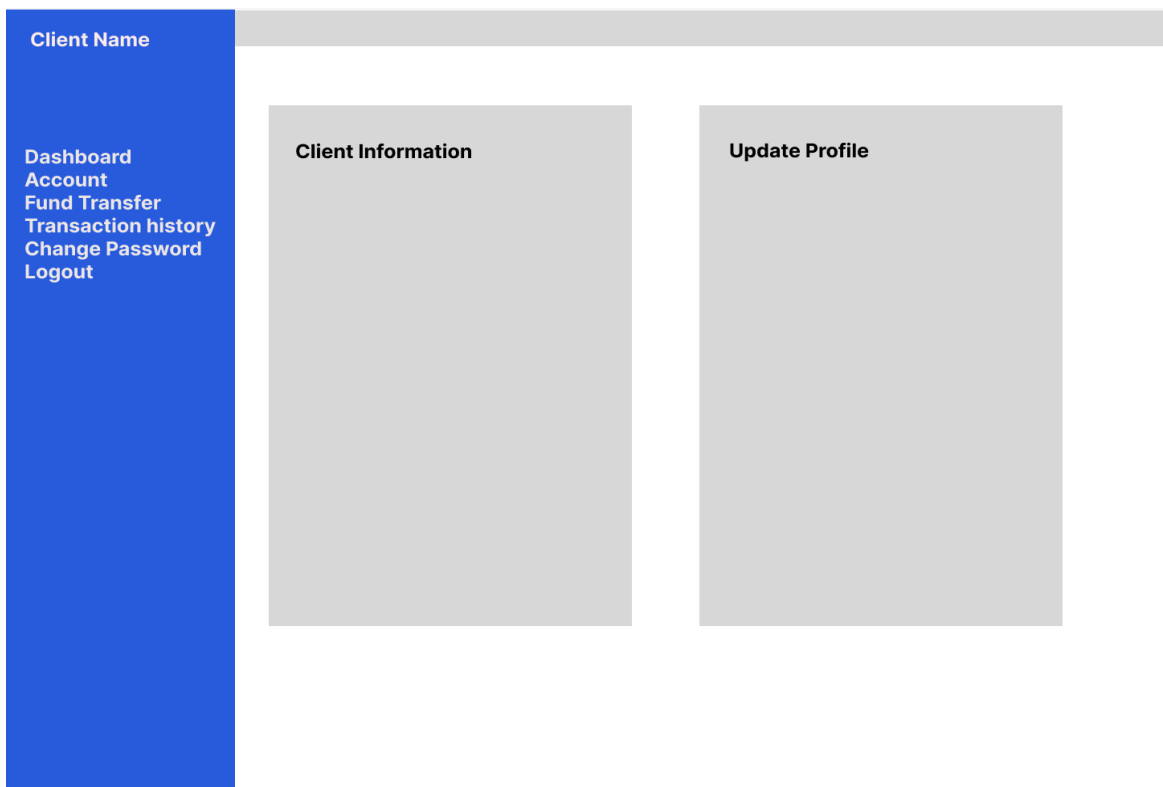 Client Name
Dashboard
Account
Fund Transfer
Transaction history
Change Password
Logout
Client Information
Update Profile